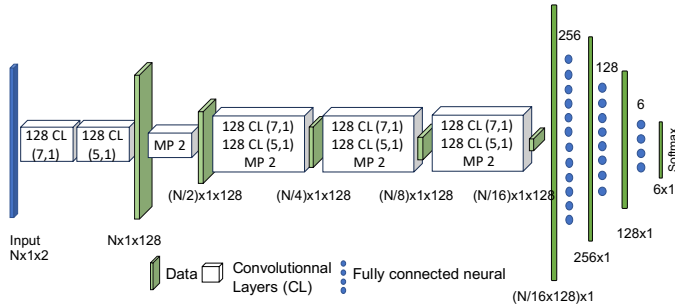 256
128
6
Softmax
128 CL
(7,1)
128 CL
(5,1)
MP 2
128 CL (7,1)
128 CL (5,1)
MP 2
128 CL (7,1)
128 CL (5,1)
MP 2
128 CL (7,1)
128 CL (5,1)
MP 2
(N/2)x1x128
(N/4)x1x128
(N/8)x1x128
(N/16)x1x128
6x1
Input
Nx1x2
Nx1x128
128x1
256x1
Data
Convolutionnal
Layers (CL)
Fully connected neural
(N/16x128)x1